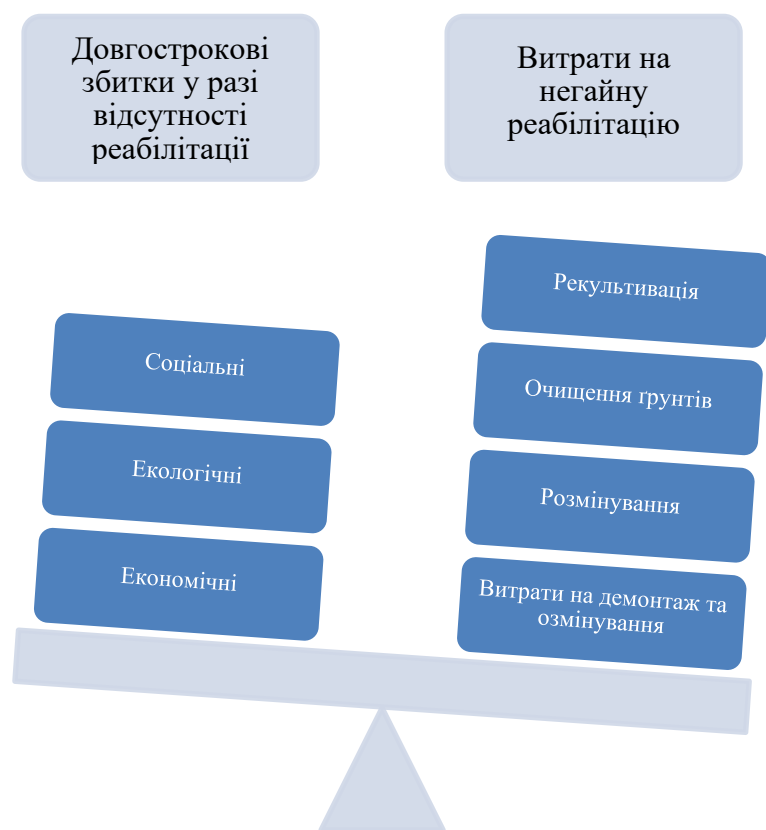 Довгострокові
збитки у разі
відсутності
реабілітації
Витрати на
негайну
реабілітацію
Соціальні
Екологічні
Економічні
Рекультивація
Очищення ґрунтів
Розмінування
Витрати на демонтаж та
озмінування